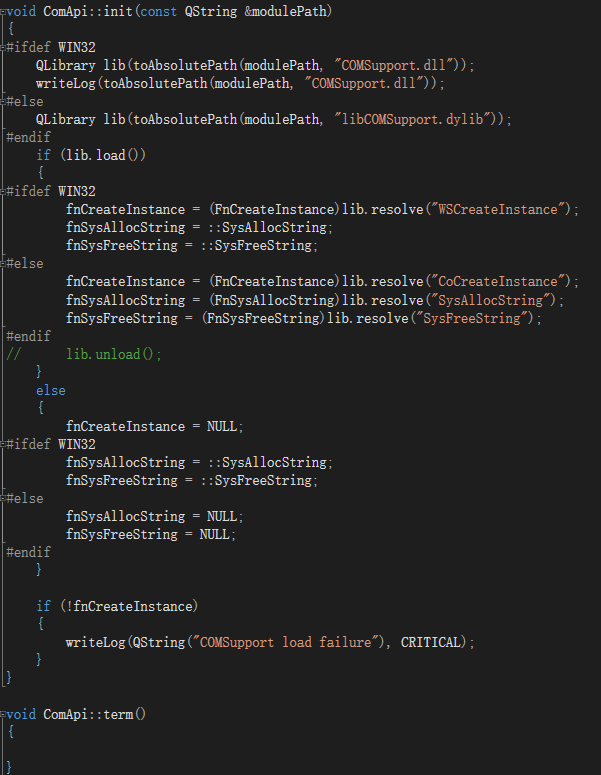 void ComApi::init(const QString &modulePath)
{
#ifdef WIN32
    QLibrary lib(toAbsolutePath(modulePath, "COMSupport.dll"));
    writeLog(toAbsolutePath(modulePath, "COMSupport.dll"));
#else
    QLibrary lib(toAbsolutePath(modulePath, "libCOMSupport.dylib"));
#endif
    if (lib.load())
    {
#ifdef WIN32
        fnCreateInstance = (FnCreateInstance)lib.resolve("WSCreateInstance");
        fnSysAllocString = ::SysAllocString;
        fnSysFreeString = ::SysFreeString;
#else
        fnCreateInstance = (FnCreateInstance)lib.resolve("CoCreateInstance");
        fnSysAllocString = (FnSysAllocString)lib.resolve("SysAllocString");
        fnSysFreeString = (FnSysFreeString)lib.resolve("SysFreeString");
#endif
//      lib.unload();
    }
    else
    {
        fnCreateInstance = NULL;
#ifdef WIN32
        fnSysAllocString = ::SysAllocString;
        fnSysFreeString = ::SysFreeString;
#else
        fnSysAllocString = NULL;
        fnSysFreeString = NULL;
#endif
    }
    if (!fnCreateInstance)
    {
        writeLog(QString("COMSupport load failure"), CRITICAL);
    }
}
void ComApi::term()
{
}